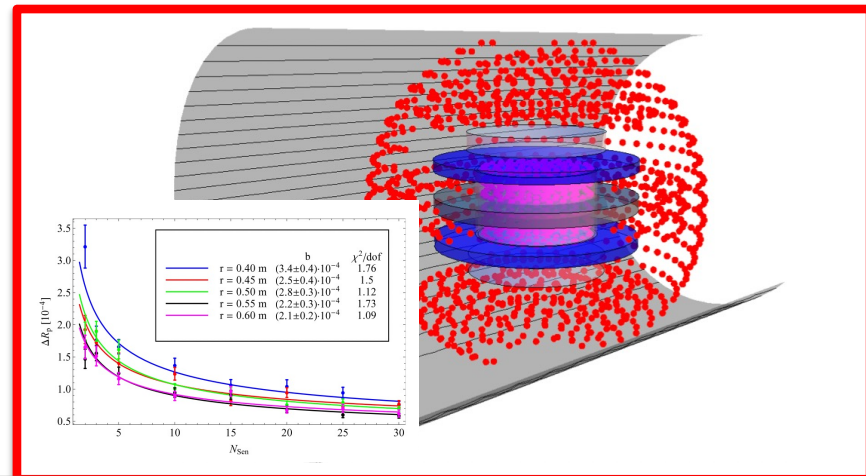 b χ²/dof
r = 0.40 m (3.4±0.4)·10⁻⁴ 1.76
r = 0.45 m (2.5±0.4)·10⁻⁴ 1.5
r = 0.50 m (2.8±0.3)·10⁻⁴ 1.12
r = 0.55 m (2.2±0.3)·10⁻⁴ 1.73
r = 0.60 m (2.1±0.2)·10⁻⁴ 1.09
ΔRₚ [10⁻⁴]
3.5
3.0
2.5
2.0
1.5
1.0
0.5
5 10 15 20 25 30
N_Sen